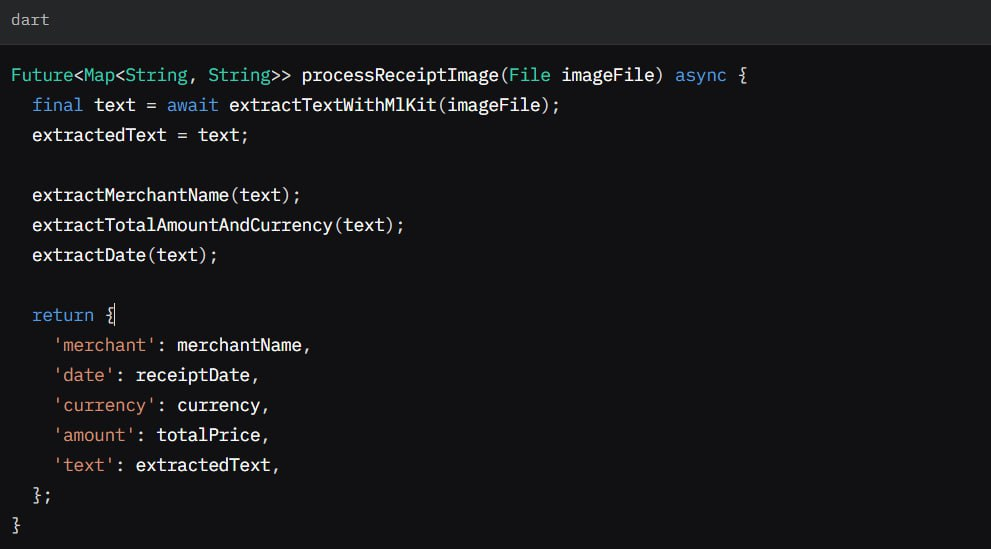 dart
Future<Map<String, String>> processReceiptImage(File imageFile) async {
  final text = await extractTextWithMlKit(imageFile);
  extractedText = text;

  extractMerchantName(text);
  extractTotalAmountAndCurrency(text);
  extractDate(text);

  return {
    'merchant': merchantName,
    'date': receiptDate,
    'currency': currency,
    'amount': totalPrice,
    'text': extractedText,
  };
}